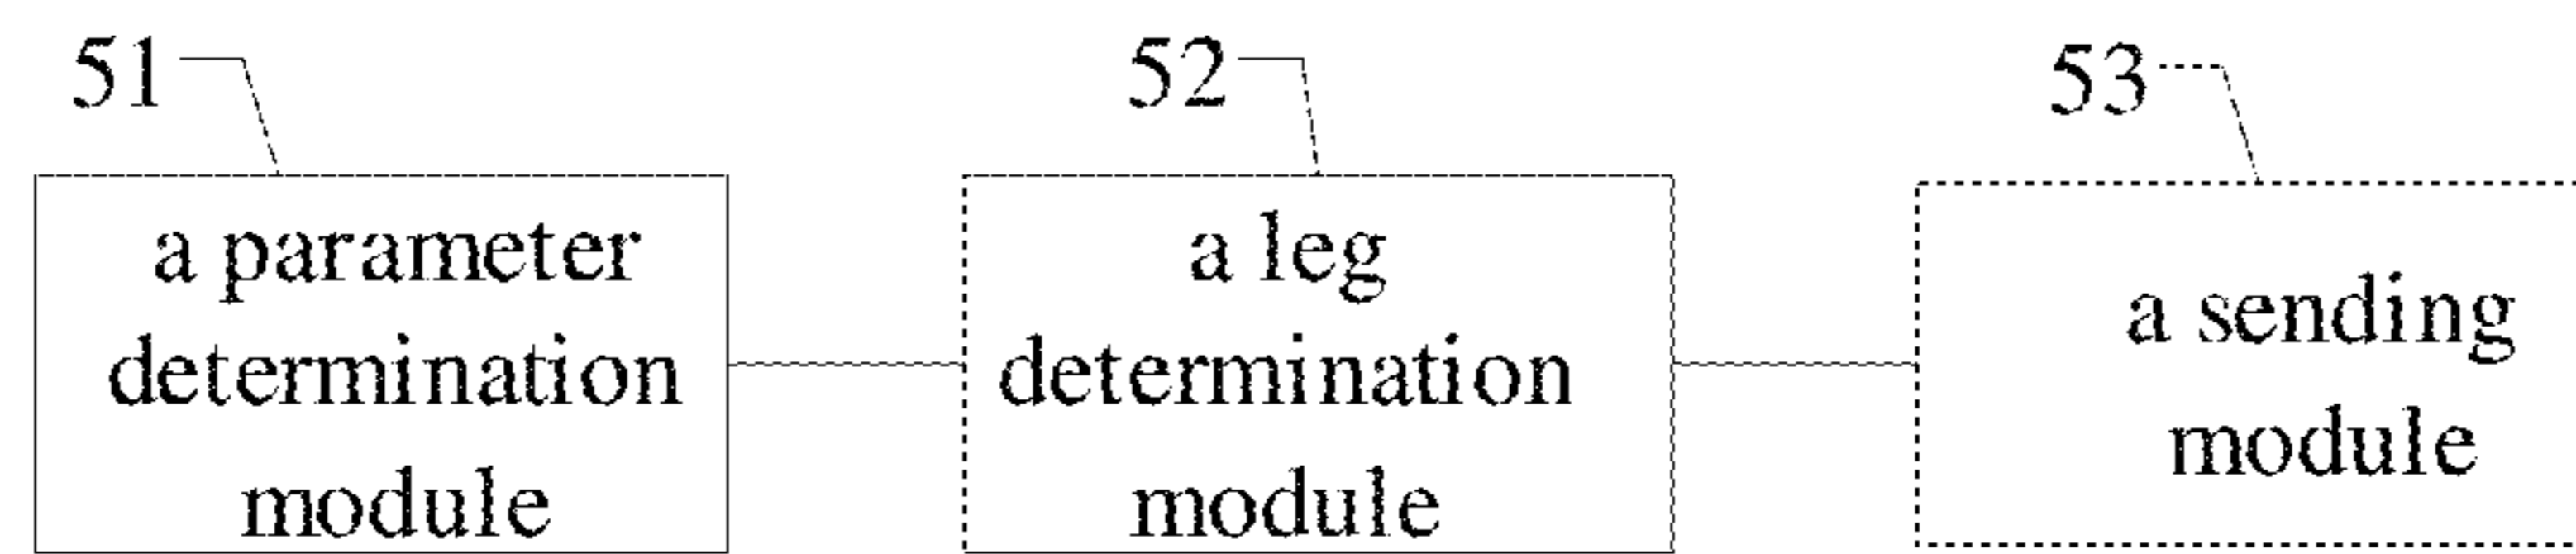 51
52
53
a parameter
determination
module
a leg
determination
module
a sending
module